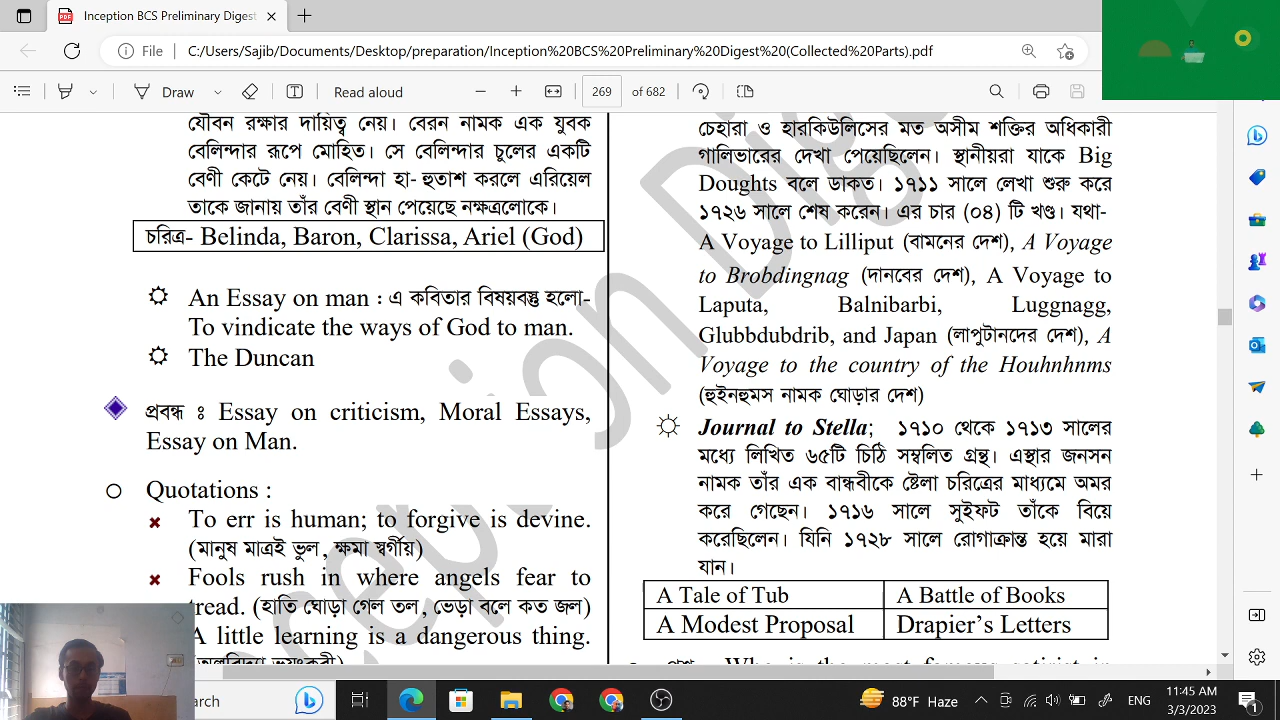 Inception BCS Preliminary Digest
File
C:/Users/Sajib/Documents/Desktop/preparation/Inception%20BCS%20Preliminary%20Digest%20(Collected%20Parts).pdf
Draw
Read aloud
269
of 682
যৌবন রক্ষার দায়িত্ব নেয়। বেরন নামক এক যুবক
বেলিন্দার রূপে মোহিত। সে বেলিন্দার চুলের একটি
বেণী কেটে নেয়। বেলিন্দা হা- হুতাশ করলে এরিয়েল
তাকে জানায় তাঁর বেণী স্থান পেয়েছে নক্ষত্রলোকে।
চরিত্র- Belinda, Baron, Clarissa, Ariel (God)
An Essay on man : এ কবিতার বিষয়বস্তু হলো-
To vindicate the ways of God to man.
The Duncan
প্রবন্ধ ঃ Essay on criticism, Moral Essays,
Essay on Man.
Quotations :
To err is human; to forgive is devine.
(মানুষ মাত্রই ভুল, ক্ষমা স্বর্গীয়)
Fools rush in where angels fear to
tread. (হাতি ঘোড়া গেল তল, ভেড়া বলে কত জল)
A little learning is a dangerous thing.
চেহারা ও হারকিউলিসের মত অসীম শক্তির অধিকারী
গালিভারের দেখা পেয়েছিলেন। স্থানীয়রা যাকে Big
Doughts বলে ডাকত। ১৭১১ সালে লেখা শুরু করে
১৭২৬ সালে শেষ করেন। এর চার (০৪) টি খণ্ড। যথা-
A Voyage to Lilliput (বামনের দেশ), A Voyage
to Brobdingnag (দানবের দেশ), A Voyage to
Laputa, Balnibarbi, Luggnagg,
Glubbdubdrib, and Japan (লাপুটানদের দেশ), A
Voyage to the country of the Houhnhnms
(হুইনহুমস নামক ঘোড়ার দেশ)
Journal to Stella; ১৭১০ থেকে ১৭১৩ সালের
মধ্যে লিখিত ৬৫টি চিঠি সম্বলিত গ্রন্থ। এস্থার জনসন
নামক তাঁর এক বান্ধবীকে ষ্টেলা চরিত্রের মাধ্যমে অমর
করে গেছেন। ১৭১৬ সালে সুইফট তাঁকে বিয়ে
করেছিলেন। যিনি ১৭২৮ সালে রোগাক্রান্ত হয়ে মারা
যান।
A Tale of Tub
A Battle of Books
A Modest Proposal
Drapier's Letters
88°F Haze
ENG
11:45 AM
3/3/2023